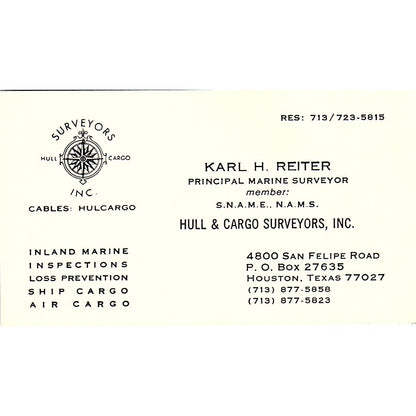 RES: 713/723-5815
SURVEYORS
HULL CARGO
INC.
CABLES: HULCARGO
KARL H. REITER
PRINCIPAL MARINE SURVEYOR
member:
S.N.A.M.E., N.A.M.S.
HULL & CARGO SURVEYORS, INC.
INLAND MARINE
INSPECTIONS
LOSS PREVENTION
SHIP CARGO
AIR CARGO
4800 SAN FELIPE ROAD
P. O. BOX 27635
HOUSTON, TEXAS 77027
(713) 877-5858
(713) 877-5823